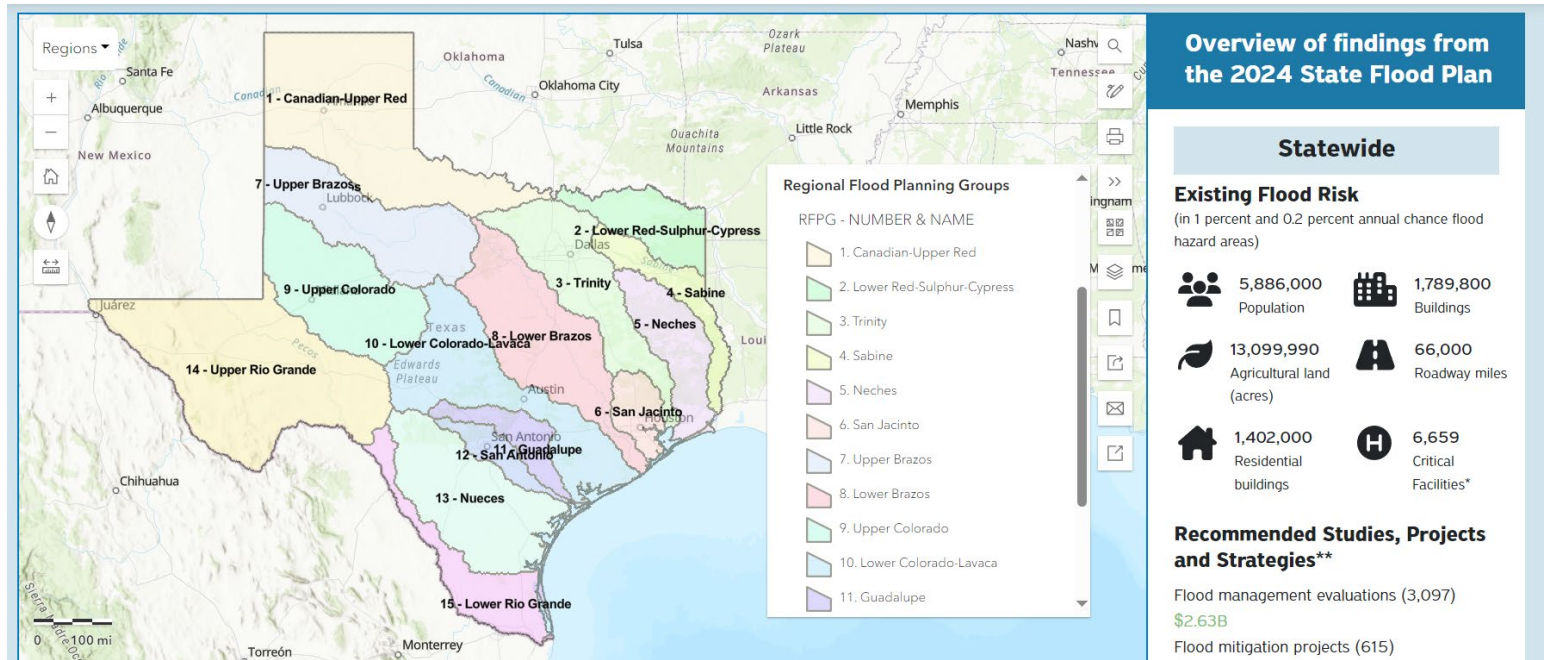 Regions
+
−
Rio
Santa Fe
Albuquerque
New Mexico
Canadian
1 - Canadian-Upper Red
Oklahoma
Tulsa
Canadian
Oklahoma City
Ozark
Plateau
Arkansas
Nashv
Tennessee
Memphis
Little Rock
Ouachita
Mountains
7 - Upper Brazos
Lubbock
2 - Lower Red-Sulphur-Cypress
Dallas
Sabine
3 - Trinity
4 - Sabine
5 - Neches
9 - Upper Colorado
Texas
8 - Lower Brazos
10 - Lower Colorado-Lavaca
Edwards
Plateau
Juárez
Pecos
14 - Upper Rio Grande
Austin
6 - San Jacinto
Houston
Loui
San Antonio
11 - Guadalupe
12 - San Antonio
13 - Nueces
15 - Lower Rio Grande
Chihuahua
Sierra Madre Oc
0
100 mi
Torreón
Monterrey
ingnam
M
me
Regional Flood Planning Groups
RFPG - NUMBER & NAME
1. Canadian-Upper Red
2. Lower Red-Sulphur-Cypress
3. Trinity
4. Sabine
5. Neches
6. San Jacinto
7. Upper Brazos
8. Lower Brazos
9. Upper Colorado
10. Lower Colorado-Lavaca
11. Guadalupe
Overview of findings from
the 2024 State Flood Plan
Statewide
Existing Flood Risk
(in 1 percent and 0.2 percent annual chance flood
hazard areas)
5,886,000
Population
1,789,800
Buildings
13,099,990
Agricultural land
(acres)
66,000
Roadway miles
1,402,000
Residential
buildings
H
6,659
Critical
Facilities*
Recommended Studies, Projects
and Strategies**
Flood management evaluations (3,097)
$2.63B
Flood mitigation projects (615)